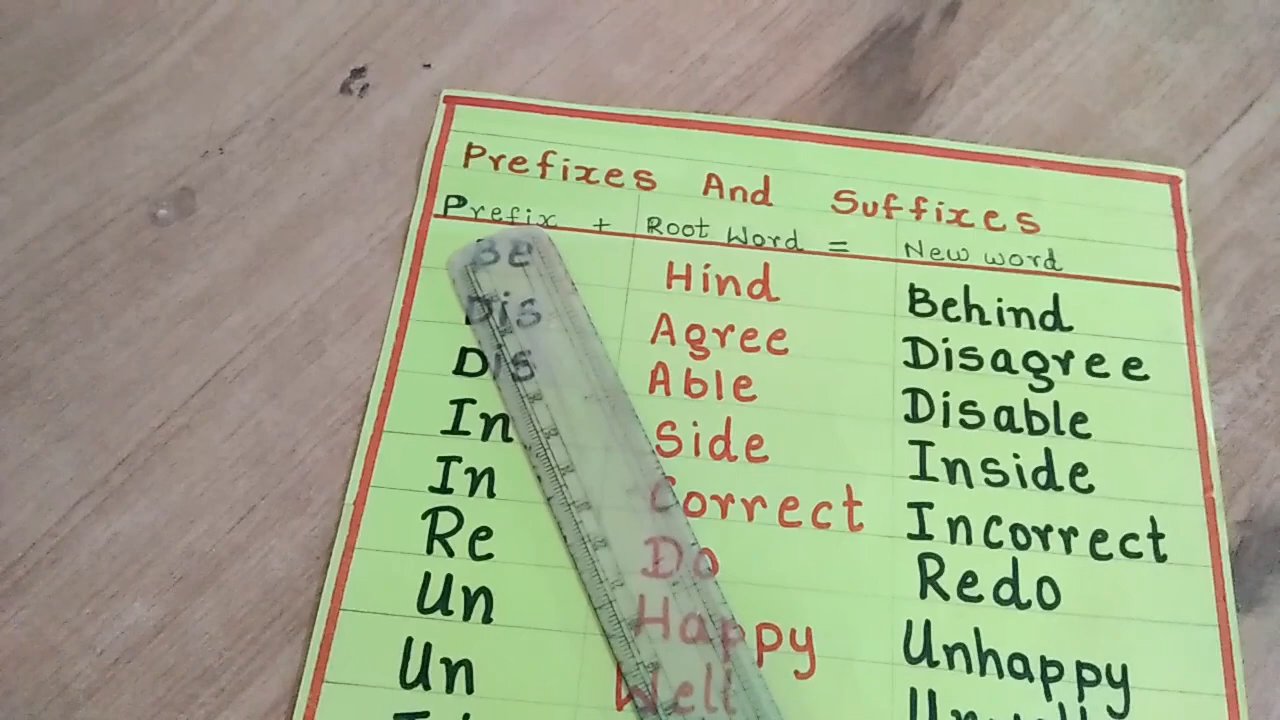 Prefixes And Suffixes
Prefix + Root Word = New word
Be Hind Behind
Dis Agree Disagree
Dis Able Disable
In Side Inside
In Correct Incorrect
Re Do Redo
Un Happy Unhappy
Un Well